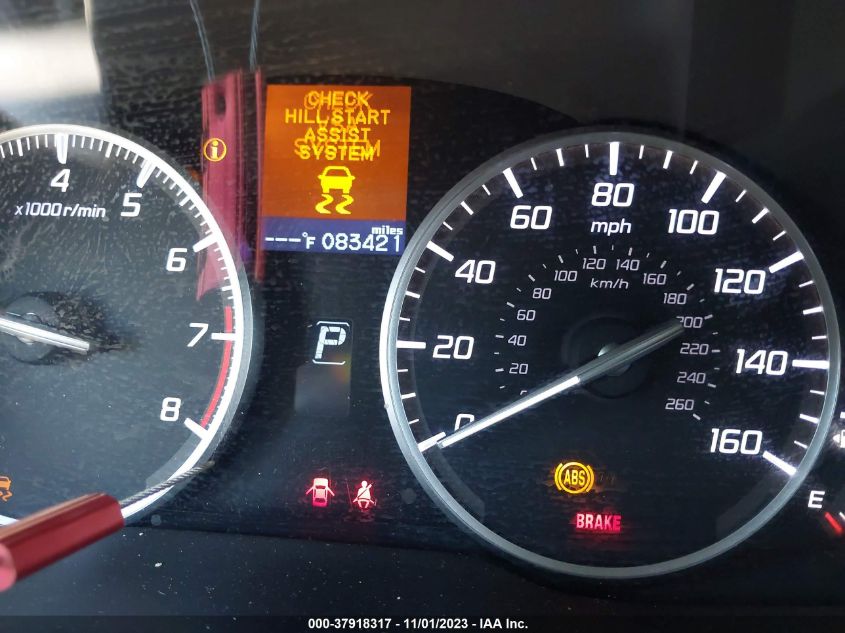 CHECK
HILL START
ASSIST
SYSTEM
i
miles
---°F 083421
4
5
x1000r/min
6
7
8
P
0
20
40
60
80
100
120
140
160
mph
20
40
60
80
100
120
140
160
180
200
220
240
260
km/h
ABS
BRAKE
E
000-37918317 - 11/01/2023 - IAA Inc.